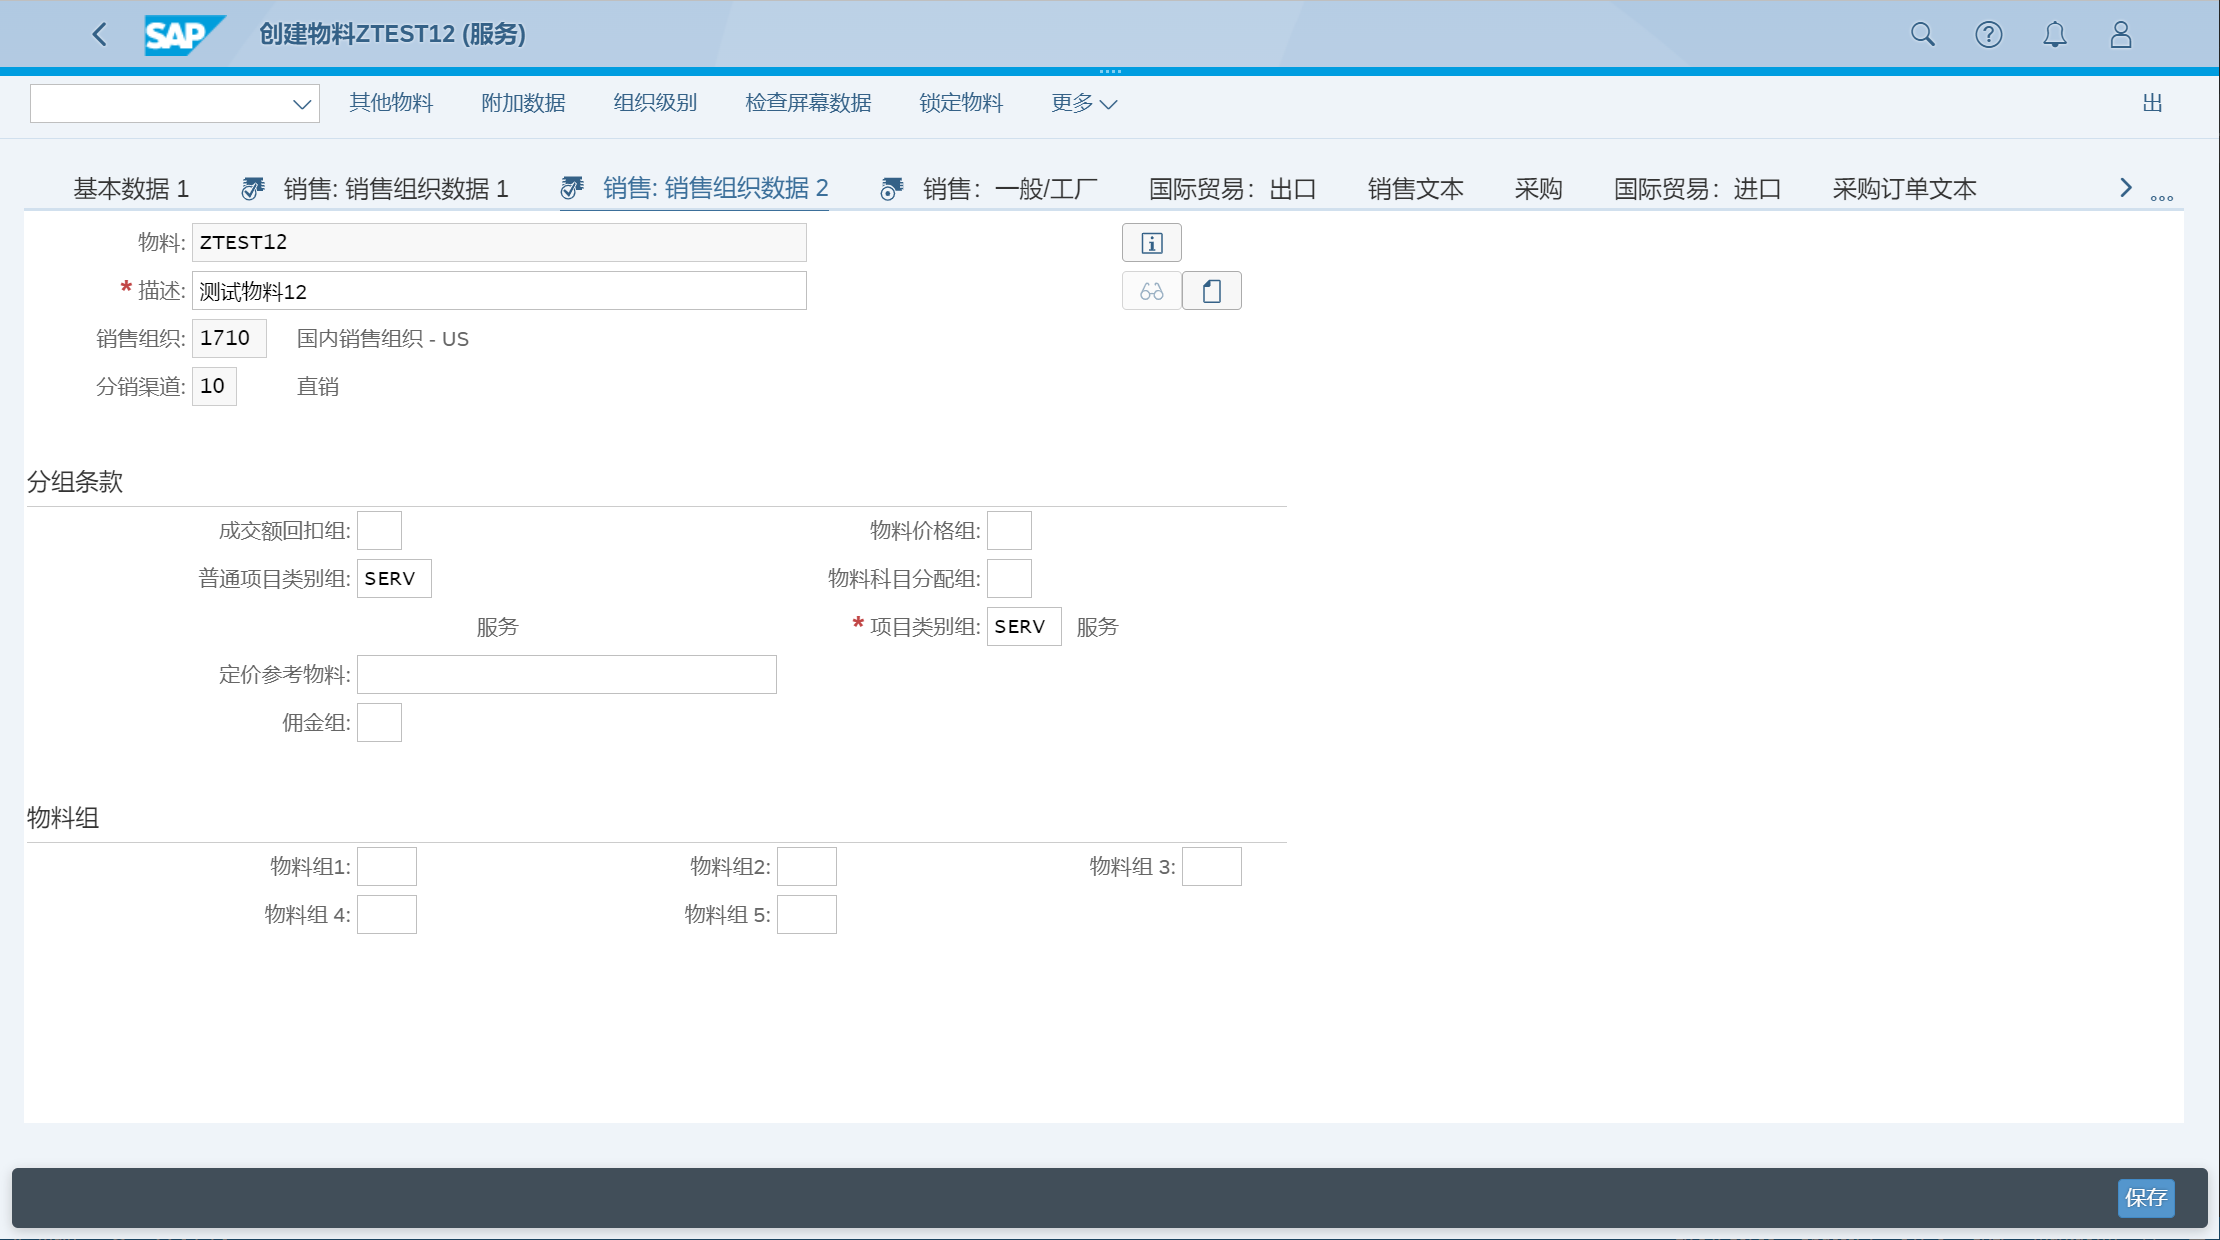 SAP 创建物料ZTEST12 (服务)
其他物料 附加数据 组织级别 检查屏幕数据 锁定物料 更多 出
基本数据 1 销售: 销售组织数据 1 销售: 销售组织数据 2 销售：一般/工厂 国际贸易：出口 销售文本 采购 国际贸易：进口 采购订单文本
物料: ZTEST12
* 描述: 测试物料12
销售组织: 1710 国内销售组织 - US
分销渠道: 10 直销
分组条款
成交额回扣组: 物料价格组:
普通项目类别组: SERV 物料科目分配组:
服务 * 项目类别组: SERV 服务
定价参考物料:
佣金组:
物料组
物料组1: 物料组2: 物料组 3:
物料组 4: 物料组 5:
保存